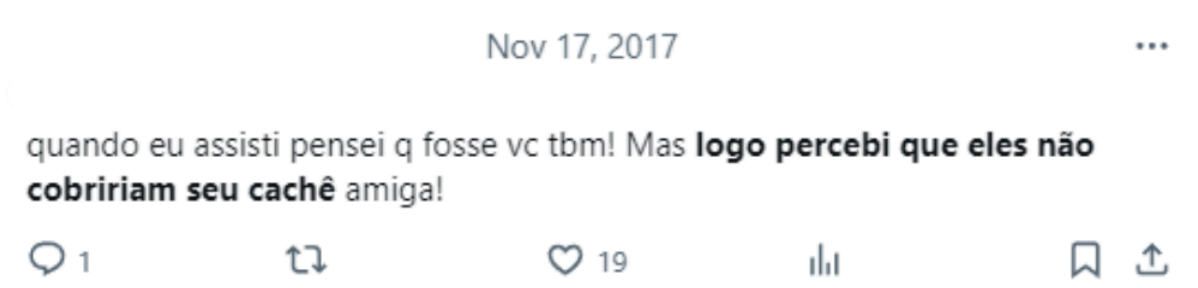 Nov 17, 2017
quando eu assisti pensei q fosse vc tbm! Mas logo percebi que eles não
cobririam seu cachê amiga!
1 19